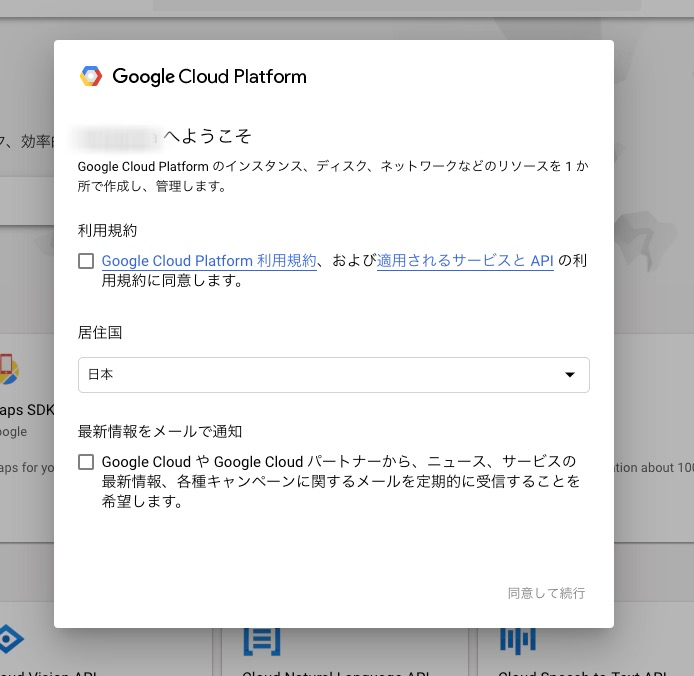 Google Cloud Platform
へようこそ
ク、効率的
Google Cloud Platform のインスタンス、ディスク、ネットワークなどのリソースを 1 か
所で作成し、管理します。
利用規約
Google Cloud Platform 利用規約、および適用されるサービスと API の利
用規約に同意します。
居住国
日本
aps SDK
oogle
最新情報をメールで通知
Google Cloud や Google Cloud パートナーから、ニュース、サービスの
aps for yo
ation about 100
最新情報、各種キャンペーンに関するメールを定期的に受信することを
希望します。
同意して続行
oud Vision API
Cloud Natural Language API
Cloud Speech-to-Text API